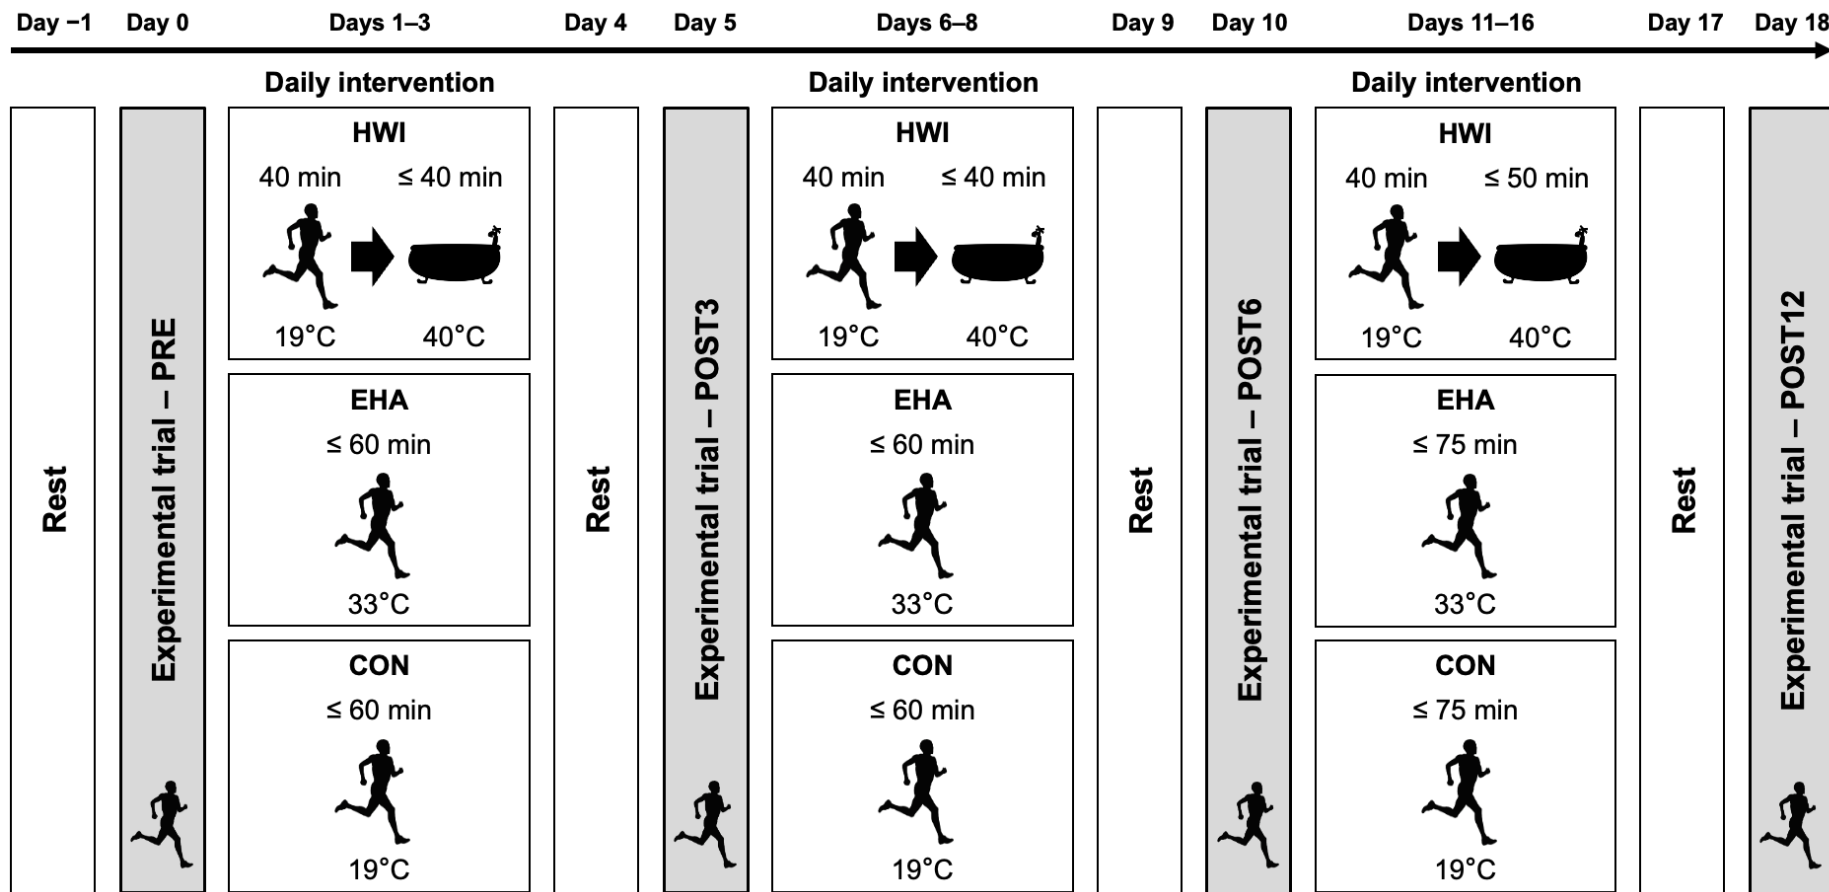 Day −1 Day 0 Days 1–3 Day 4 Day 5 Days 6–8 Day 9 Day 10 Days 11–16 Day 17 Day 18
Rest
Experimental trial – PRE
Daily intervention
HWI
40 min ≤ 40 min
19°C 40°C
EHA
≤ 60 min
33°C
CON
≤ 60 min
19°C
Rest
Experimental trial – POST3
Daily intervention
HWI
40 min ≤ 40 min
19°C 40°C
EHA
≤ 60 min
33°C
CON
≤ 60 min
19°C
Rest
Experimental trial – POST6
Daily intervention
HWI
40 min ≤ 50 min
19°C 40°C
EHA
≤ 75 min
33°C
CON
≤ 75 min
19°C
Rest
Experimental trial – POST12